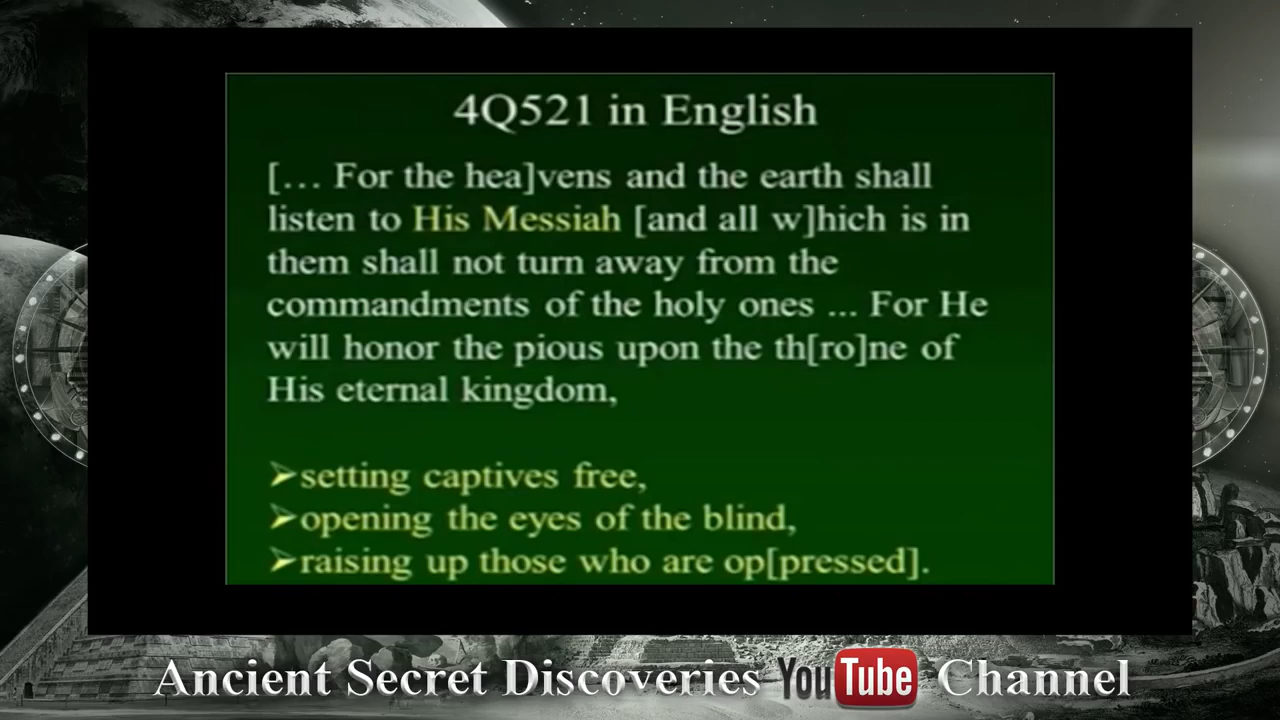 4Q521 in English
[... For the hea]vens and the earth shall
listen to His Messiah [and all w]hich is in
them shall not turn away from the
commandments of the holy ones ... For He
will honor the pious upon the th[ro]ne of
His eternal kingdom,
➢setting captives free,
➢opening the eyes of the blind,
➢raising up those who are op[pressed].
Ancient Secret Discoveries YouTube Channel